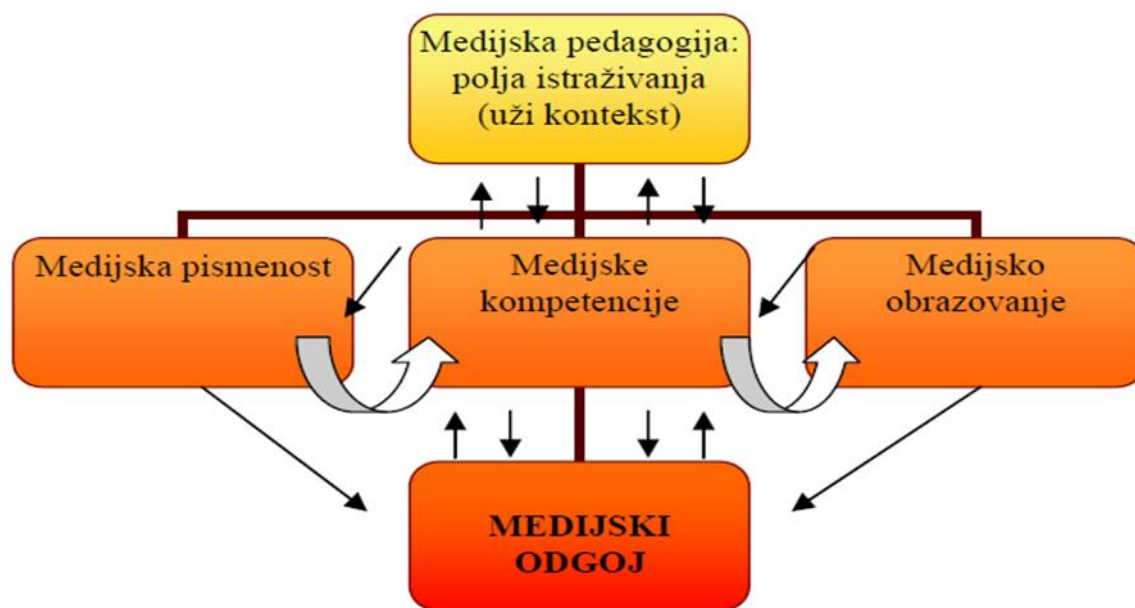 Medijska pedagogija:
polja istraživanja
(uži kontekst)
Medijska pismenost
Medijske
kompetencije
Medijsko
obrazovanje
MEDIJSKI
ODGOJ